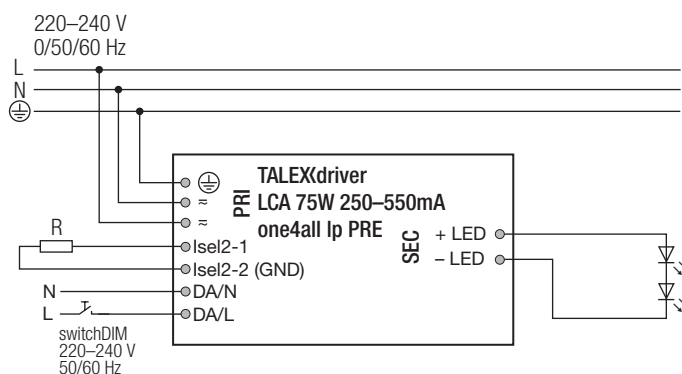 220–240 V
0/50/60 Hz
L
N
TALEXXdriver
LCA 75W 250–550mA
one4all lp PRE
PRI
≂
≂
SEC
+ LED
– LED
R
Isel2-1
Isel2-2 (GND)
N
DA/N
L
DA/L
switchDIM
220–240 V
50/60 Hz